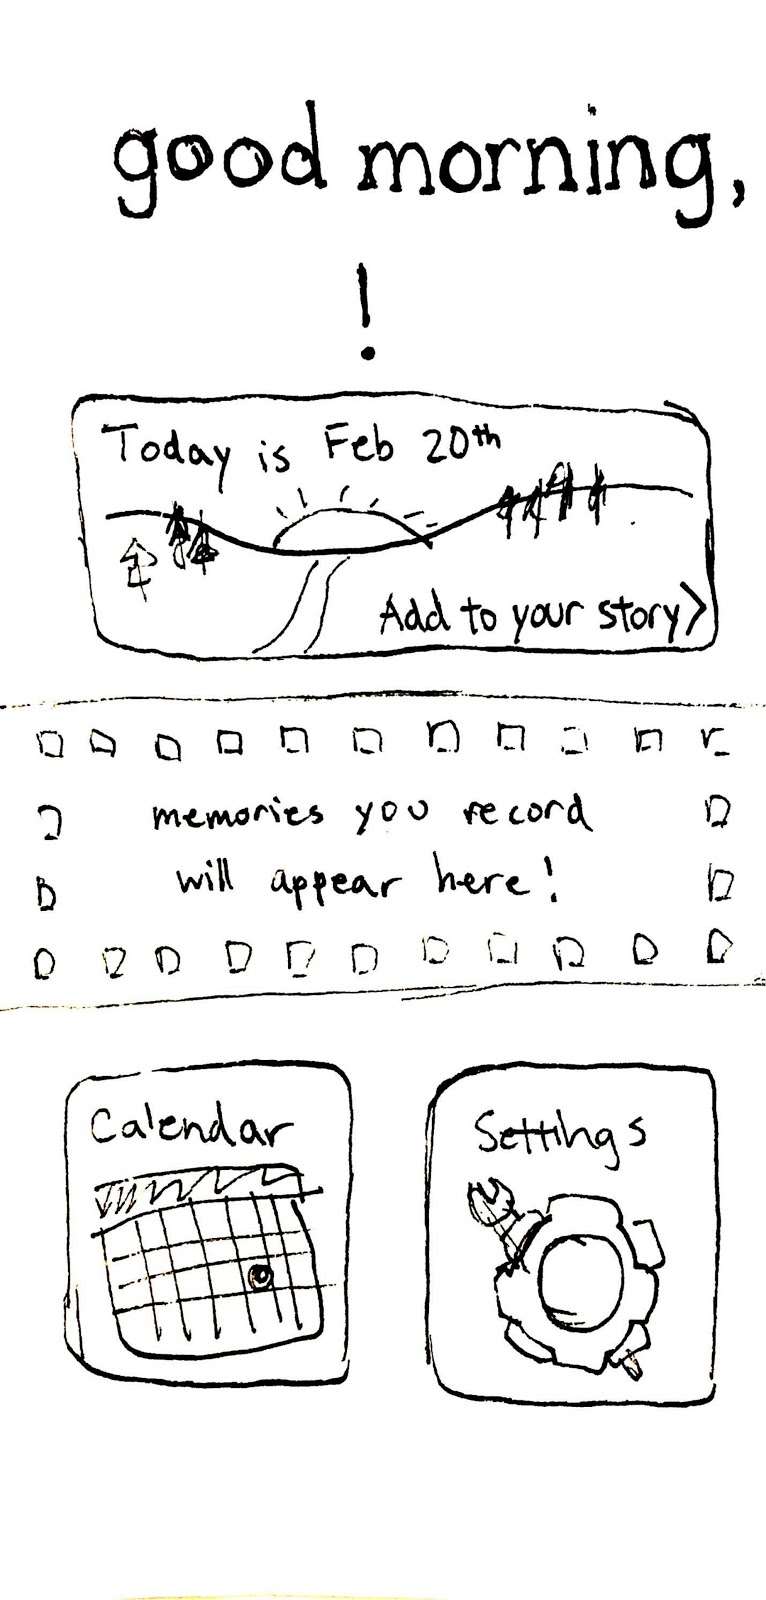 good morning,
!
Today is Feb 20th
Add to your story>
memories you record
will appear here!
Calendar
Settings